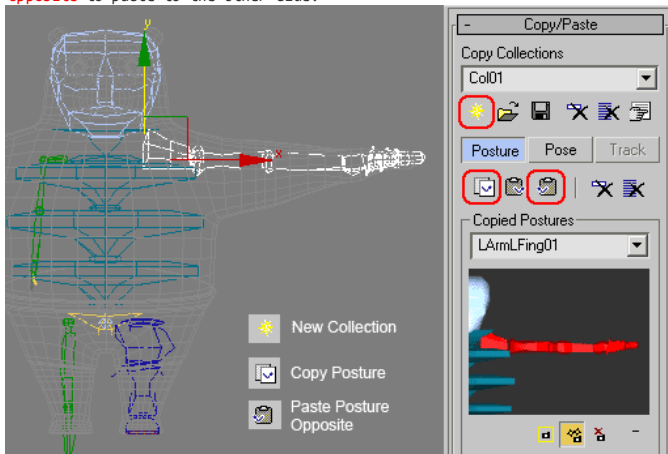 opposite to paste to the other side.
y
x
New Collection
Copy Posture
Paste Posture
Opposite
- Copy/Paste
Copy Collections
Col01
Posture Pose Track
Copied Postures
LArmLFing01